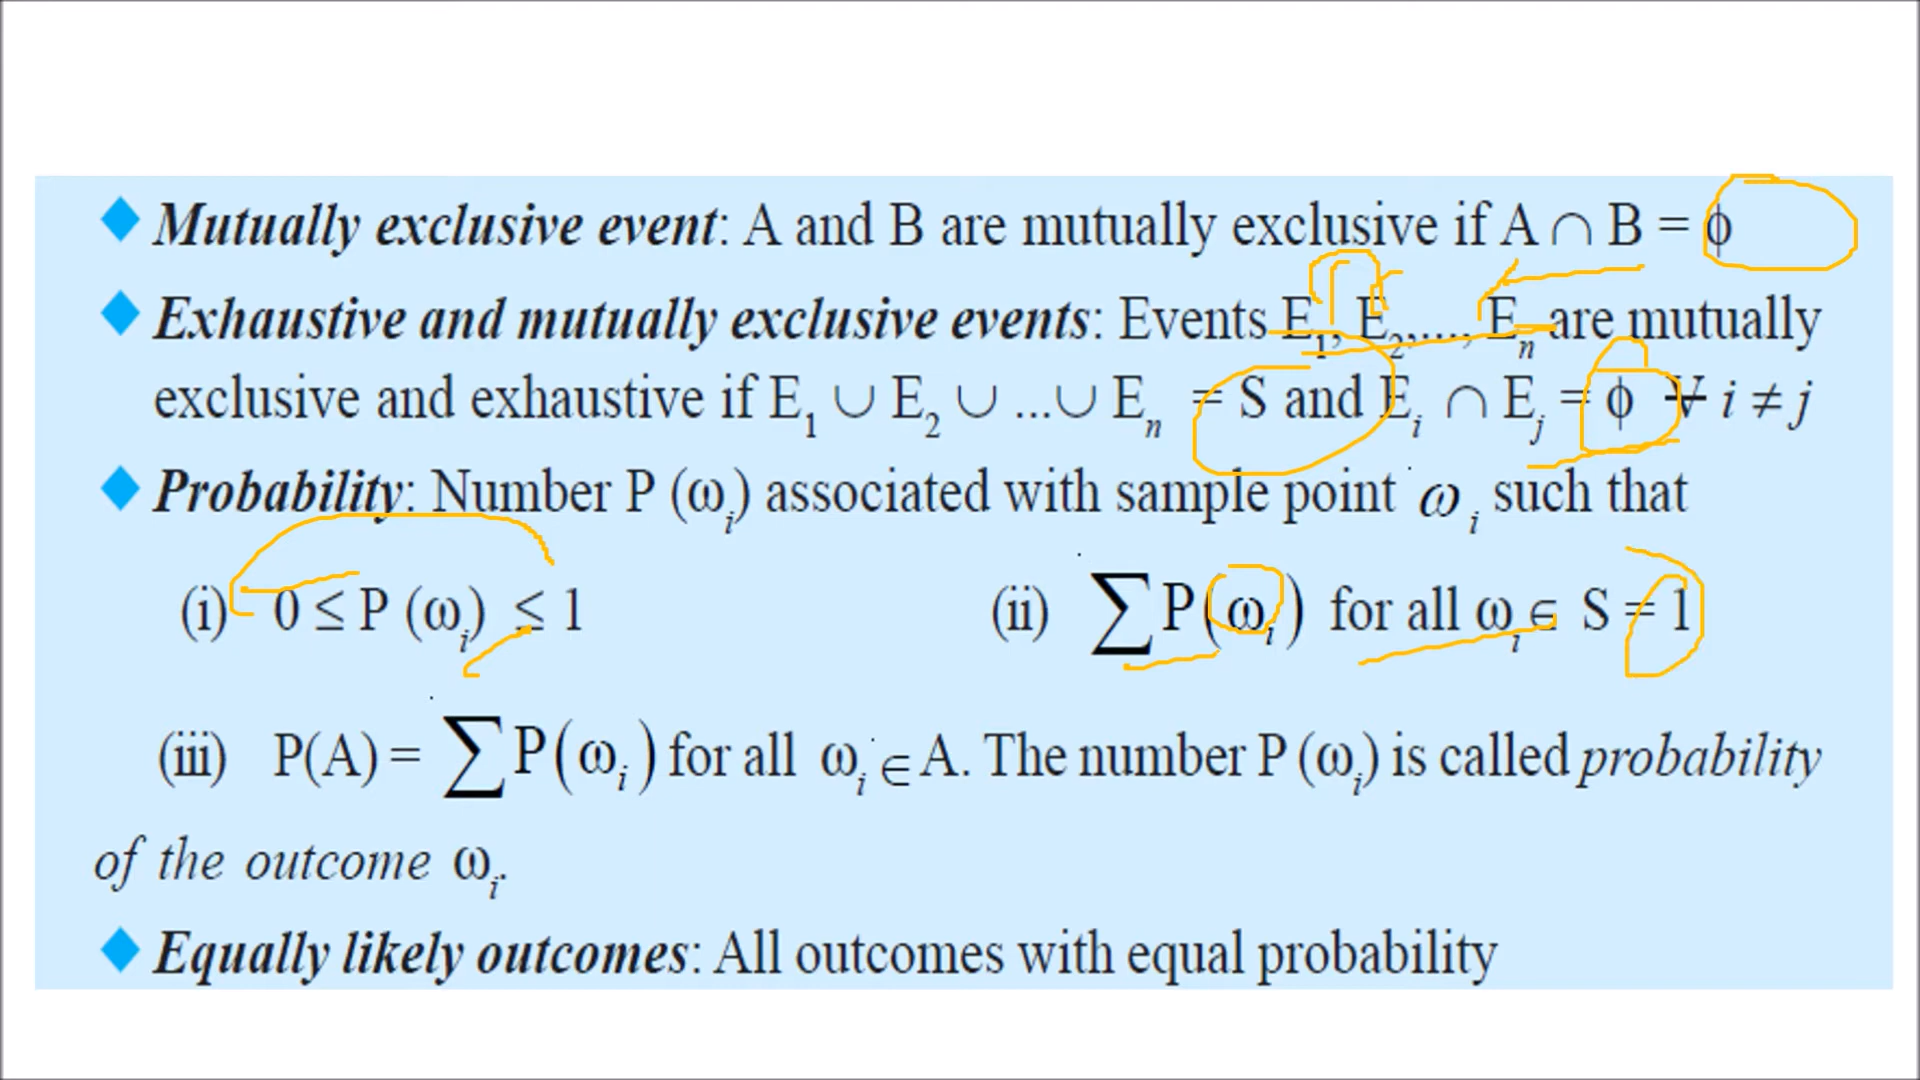 Mutually exclusive event: A and B are mutually exclusive if A ∩ B = ϕ
Exhaustive and mutually exclusive events: Events E₁, E₂,..., Eₙ are mutually
exclusive and exhaustive if E₁ ∪ E₂ ∪ ...∪ Eₙ = S and Eᵢ ∩ Eⱼ = ϕ ∀ i ≠ j
Probability: Number P (ωᵢ) associated with sample point ωᵢ such that
(i) 0 ≤ P (ωᵢ) ≤ 1 (ii) ∑P(ωᵢ) for all ωᵢ ∈ S = 1
(iii) P(A) = ∑P(ωᵢ) for all ωᵢ ∈ A. The number P (ωᵢ) is called probability
of the outcome ωᵢ.
Equally likely outcomes: All outcomes with equal probability